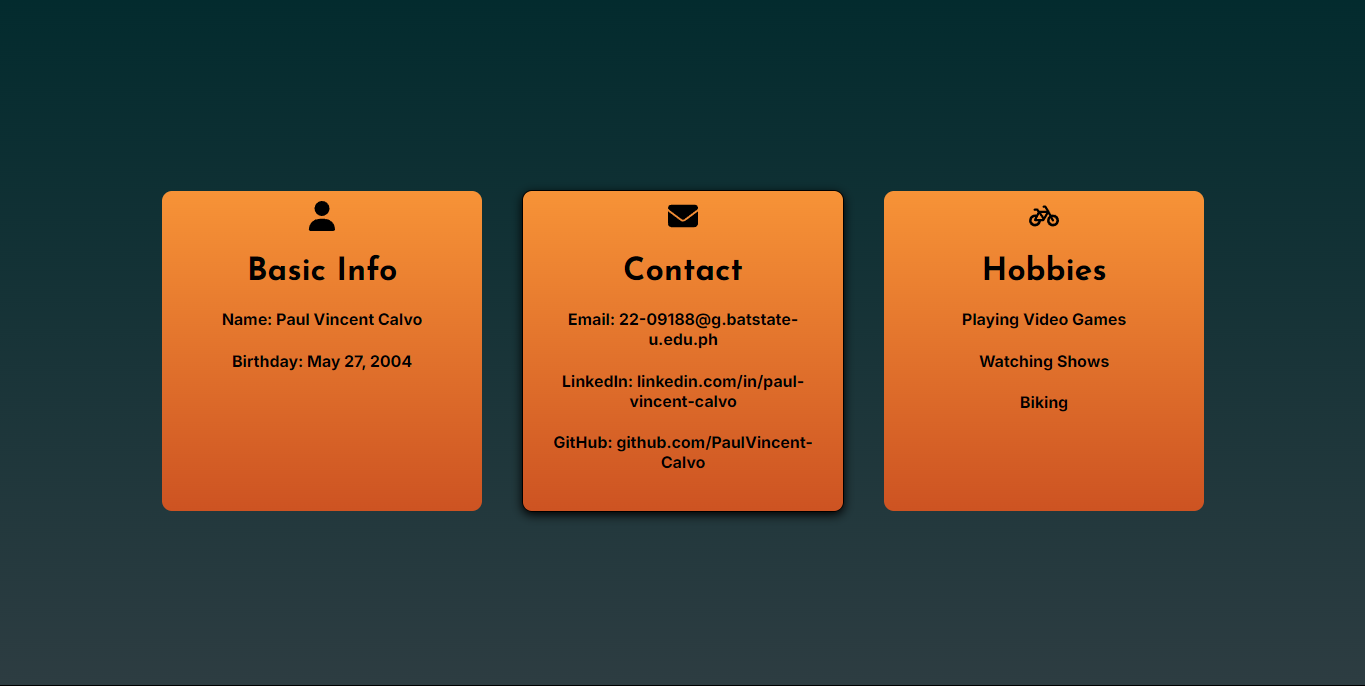 Basic Info
Name: Paul Vincent Calvo
Birthday: May 27, 2004
Contact
Email: 22-09188@g.batstate-
u.edu.ph
LinkedIn: linkedin.com/in/paul-
vincent-calvo
GitHub: github.com/PaulVincent-
Calvo
Hobbies
Playing Video Games
Watching Shows
Biking